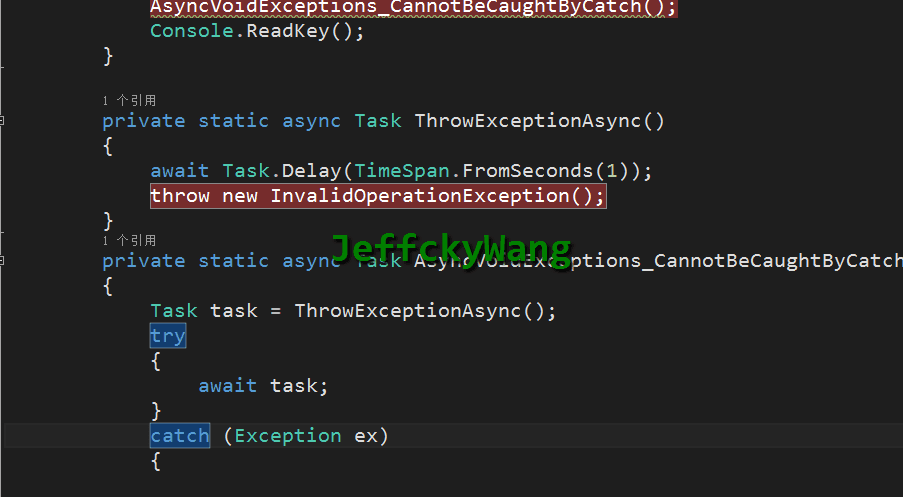 AsyncVoidExceptions_CannotBeCaughtByCatch();
Console.ReadKey();
}
1 个引用
private static async Task ThrowExceptionAsync()
{
await Task.Delay(TimeSpan.FromSeconds(1));
throw new InvalidOperationException();
}
1 个引用
JeffckyWang
private static async Task AsyncVoidExceptions_CannotBeCaughtByCatch
{
Task task = ThrowExceptionAsync();
try
{
await task;
}
catch (Exception ex)
{